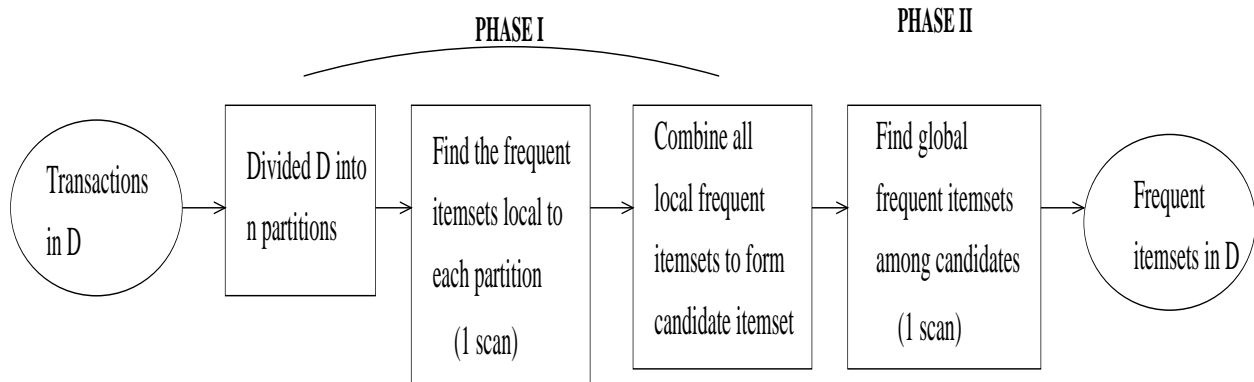 PHASE I
PHASE II
Transactions
in D
Divided D into
n partitions
Find the frequent
itemsets local to
each partition
(1 scan)
Combine all
local frequent
itemsets to form
candidate itemset
Find global
frequent itemsets
among candidates
(1 scan)
Frequent
itemsets in D